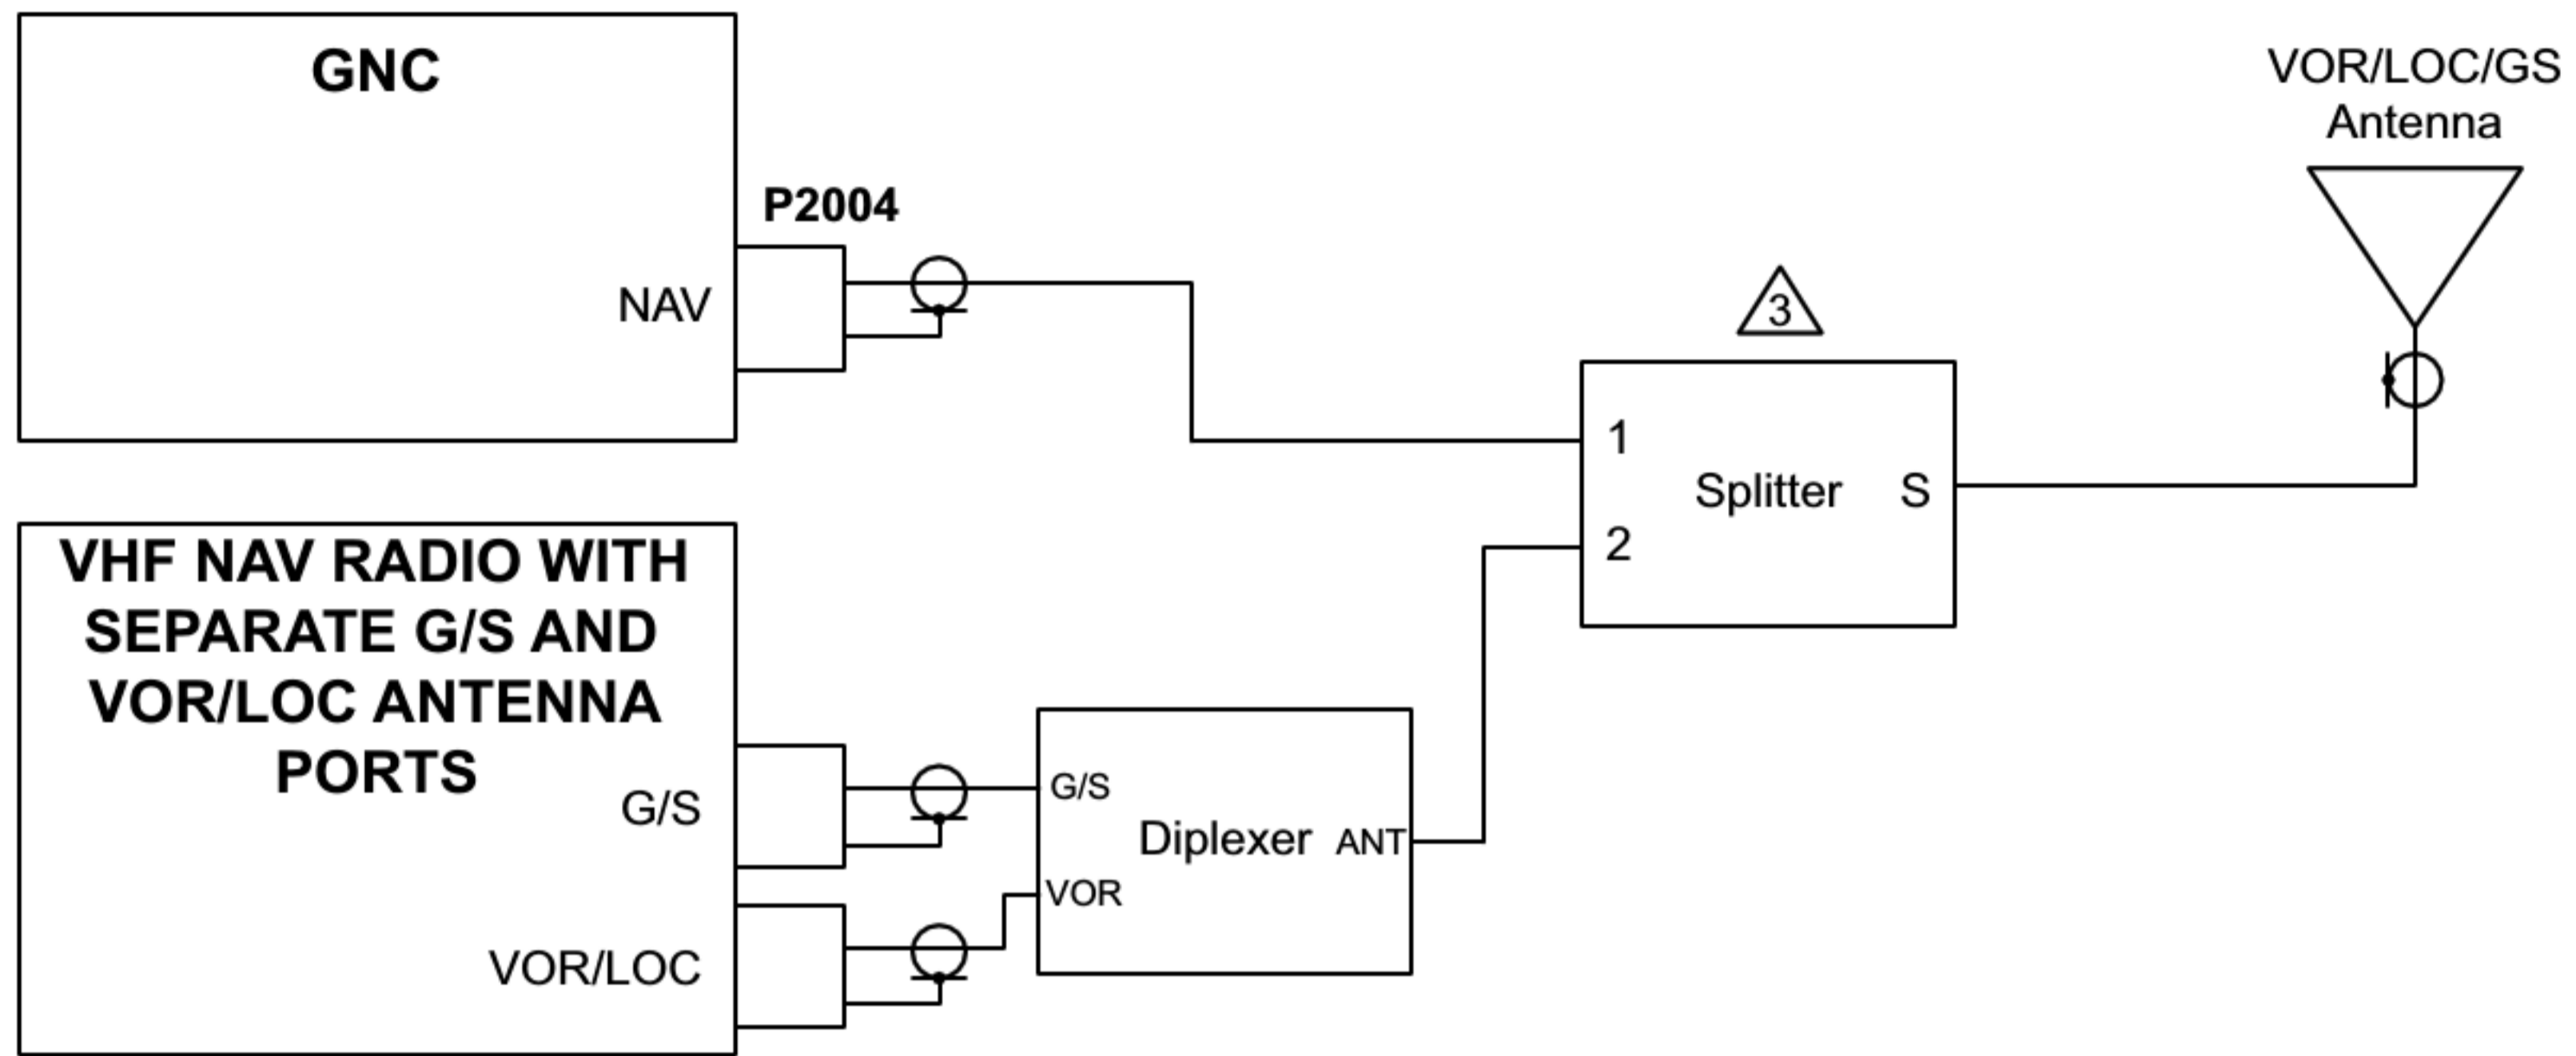 GNC
P2004
NAV
VOR/LOC/GS
Antenna
3
1
Splitter S
2
VHF NAV RADIO WITH
SEPARATE G/S AND
VOR/LOC ANTENNA
PORTS
G/S
VOR/LOC
G/S
Diplexer ANT
VOR